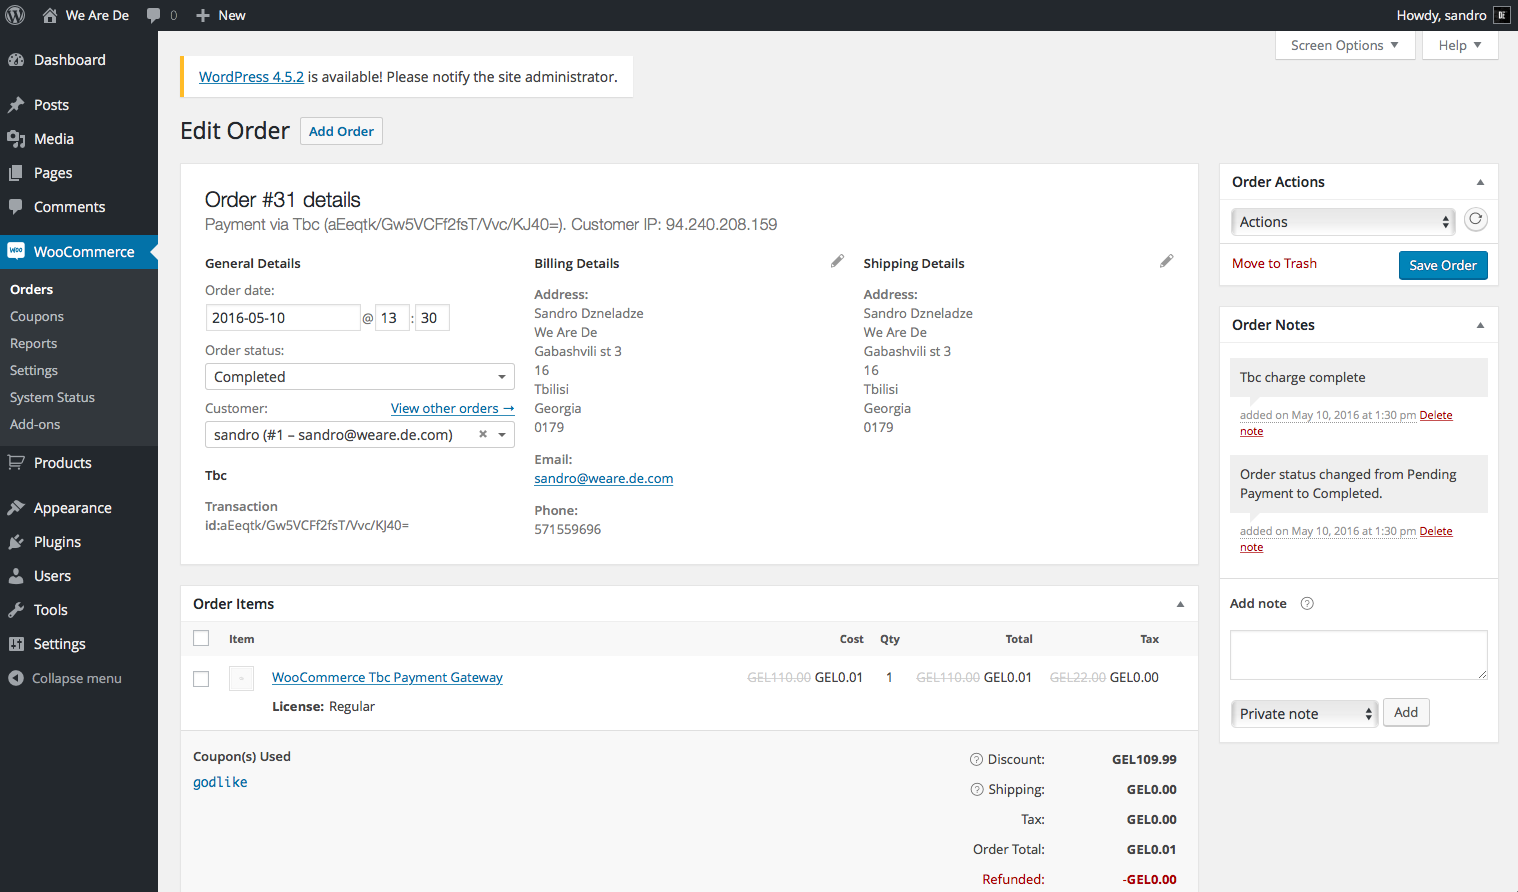 We Are De
0
New
Howdy, sandro
Dashboard
Posts
Media
Pages
Comments
WooCommerce
Orders
Coupons
Reports
Settings
System Status
Add-ons
Products
Appearance
Plugins
Users
Tools
Settings
Collapse menu
Screen Options
Help
WordPress 4.5.2 is available! Please notify the site administrator.
Edit Order
Add Order
Order #31 details
Payment via Tbc (aEeqtk/Gw5VCFf2fsT/Vvc/KJ40=). Customer IP: 94.240.208.159
General Details
Order date:
2016-05-10 @ 13 : 30
Order status:
Completed
Customer:
View other orders →
sandro (#1 – sandro@weare.de.com) ×
Tbc
Transaction
id:aEeqtk/Gw5VCFf2fsT/Vvc/KJ40=
Billing Details
Address:
Sandro Dzneladze
We Are De
Gabashvili st 3
16
Tbilisi
Georgia
0179
Email:
sandro@weare.de.com
Phone:
571559696
Shipping Details
Address:
Sandro Dzneladze
We Are De
Gabashvili st 3
16
Tbilisi
Georgia
0179
Order Items
Item Cost Qty Total Tax
WooCommerce Tbc Payment Gateway GEL110.00 GEL0.01 1 GEL110.00 GEL0.01 GEL22.00 GEL0.00
License: Regular
Coupon(s) Used
godlike
? Discount: GEL109.99
? Shipping: GEL0.00
Tax: GEL0.00
Order Total: GEL0.01
Refunded: -GEL0.00
Order Actions
Actions
Move to Trash
Save Order
Order Notes
Tbc charge complete
added on May 10, 2016 at 1:30 pm Delete
note
Order status changed from Pending
Payment to Completed.
added on May 10, 2016 at 1:30 pm Delete
note
Add note ?
Private note
Add